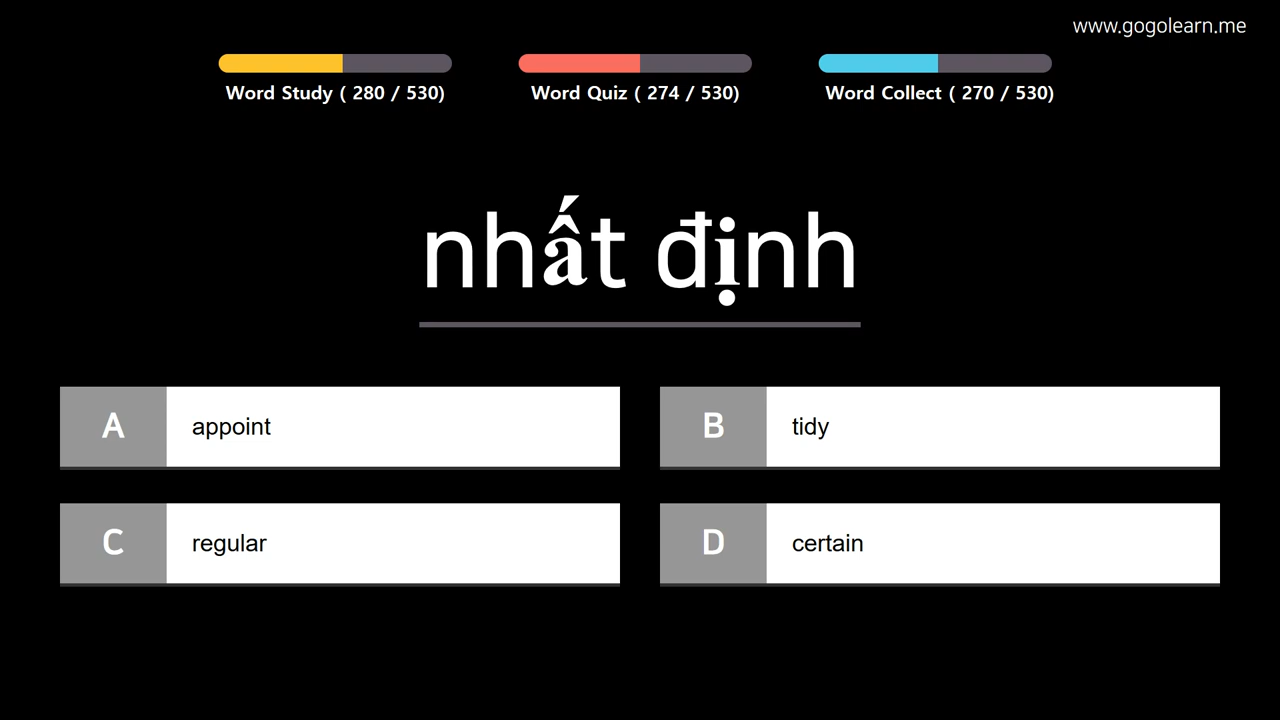 www.gogolearn.me
Word Study ( 280 / 530)
Word Quiz ( 274 / 530)
Word Collect ( 270 / 530)
nhất định
A appoint
B tidy
C regular
D certain